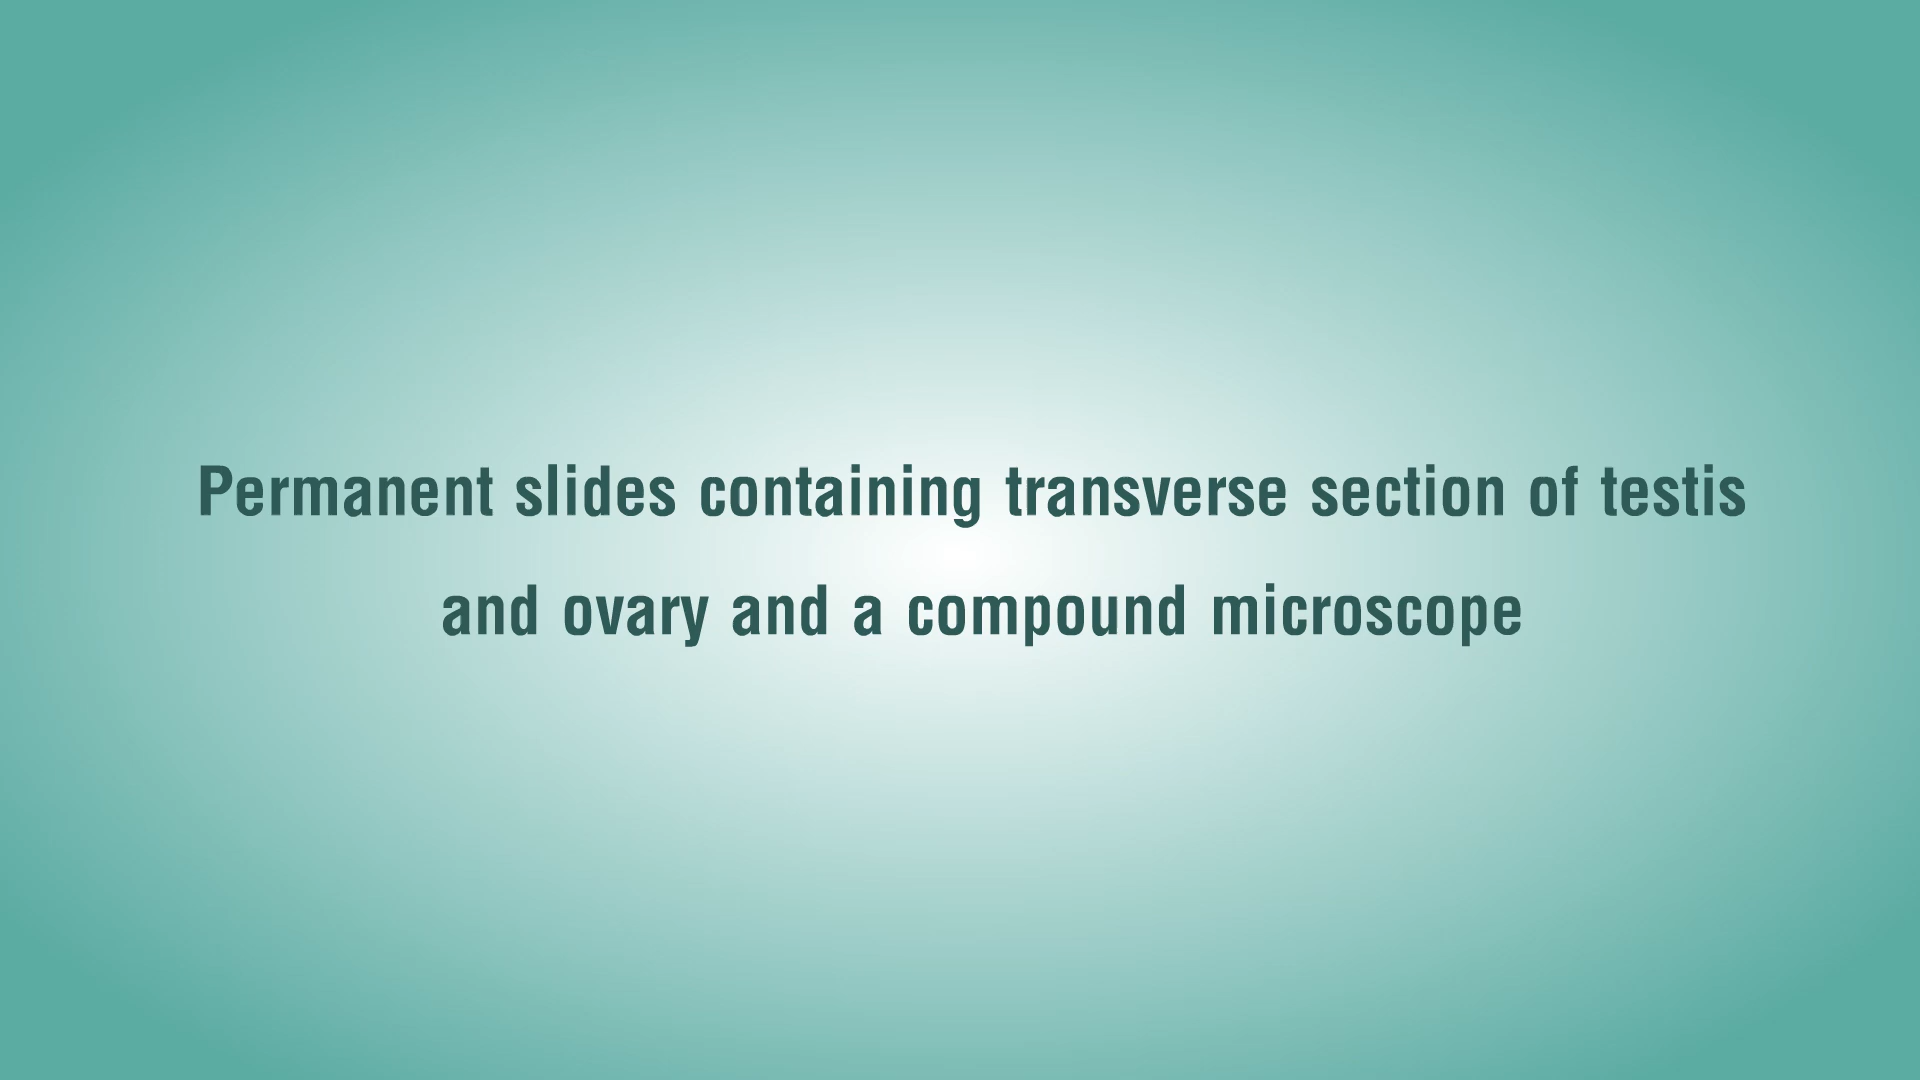 Permanent slides containing transverse section of testis
and ovary and a compound microscope